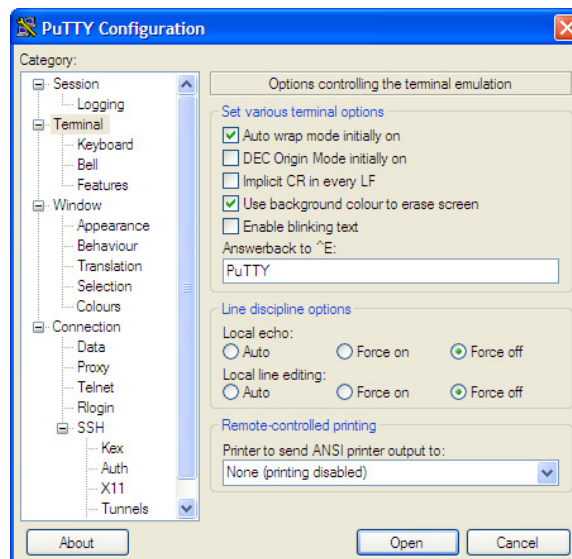 PuTTY Configuration
Category:
Session
Logging
Terminal
Keyboard
Bell
Features
Window
Appearance
Behaviour
Translation
Selection
Colours
Connection
Data
Proxy
Telnet
Rlogin
SSH
Kex
Auth
X11
Tunnels
Options controlling the terminal emulation
Set various terminal options
Auto wrap mode initially on
DEC Origin Mode initially on
Implicit CR in every LF
Use background colour to erase screen
Enable blinking text
Answerback to ^E:
PuTTY
Line discipline options
Local echo:
Auto Force on Force off
Local line editing:
Auto Force on Force off
Remote-controlled printing
Printer to send ANSI printer output to:
None (printing disabled)
About Open Cancel